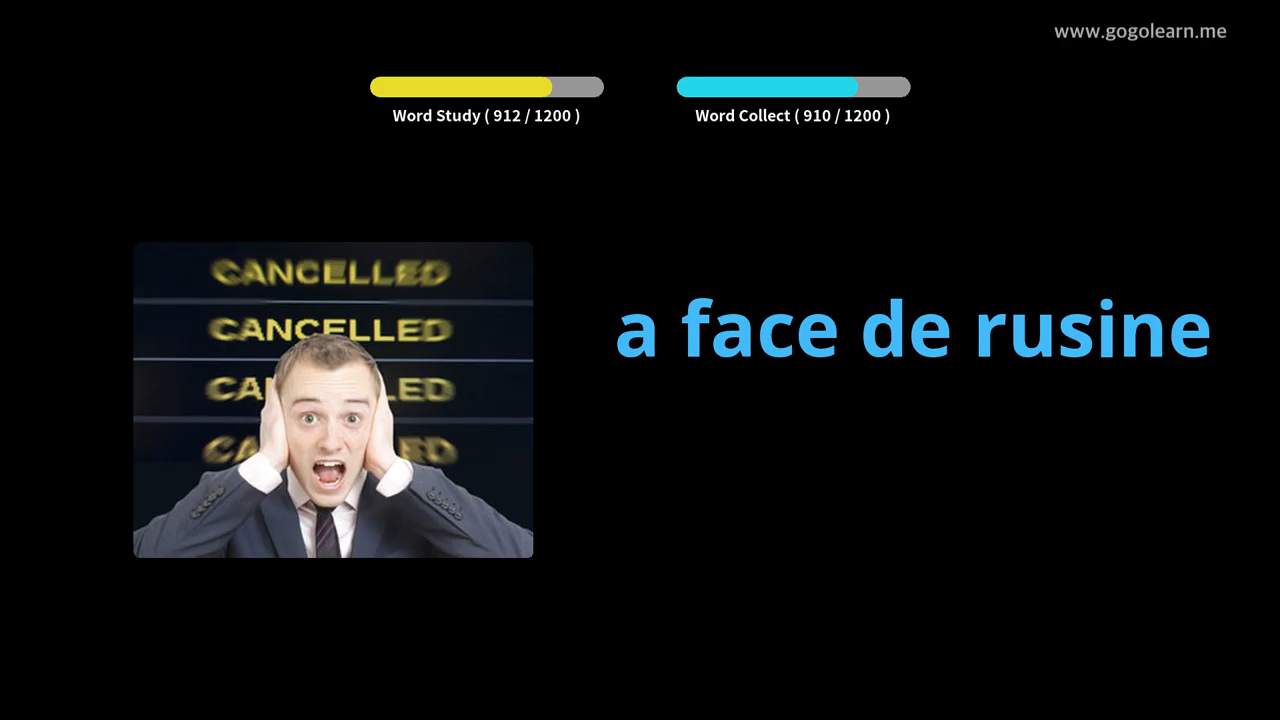 www.gogolearn.me
Word Study ( 912 / 1200 )
Word Collect ( 910 / 1200 )
CANCELLED
CANCELLED
a face de rusine